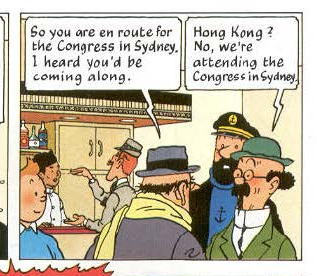 So you are en route for
the Congress in Sydney.
I heard you'd be
coming along.
Hong Kong ?
No, we're
attending the
Congress in Sydney.